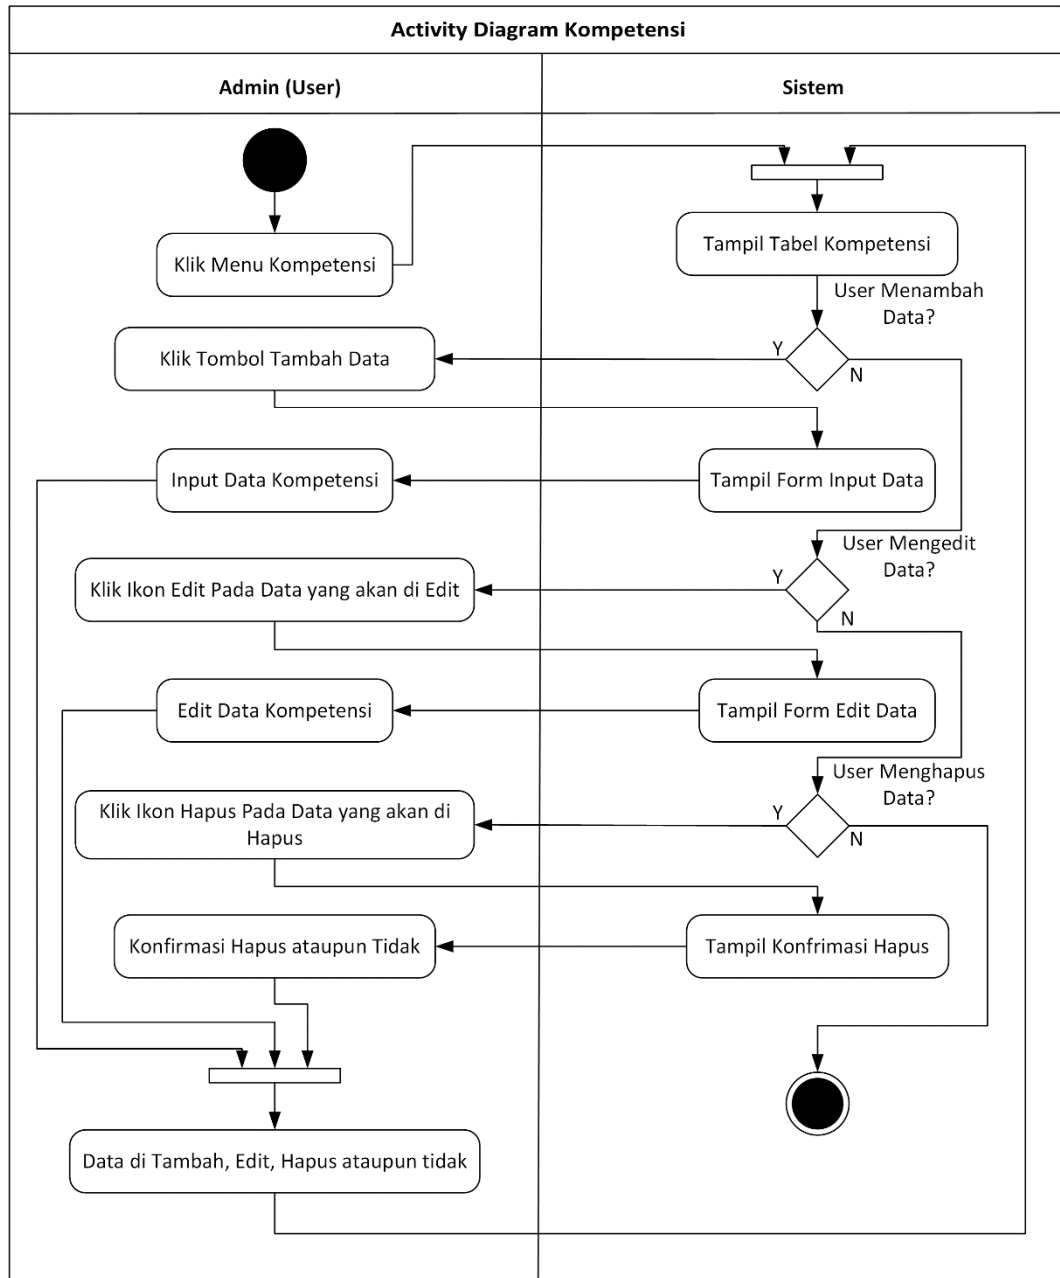 Activity Diagram Kompetensi
Admin (User)
Sistem
Klik Menu Kompetensi
Tampil Tabel Kompetensi
User Menambah
Data?
Klik Tombol Tambah Data
Y
N
Input Data Kompetensi
Tampil Form Input Data
User Mengedit
Data?
Klik Ikon Edit Pada Data yang akan di Edit
Y
N
Edit Data Kompetensi
Tampil Form Edit Data
User Menghapus
Data?
Klik Ikon Hapus Pada Data yang akan di
Hapus
Y
N
Konfirmasi Hapus ataupun Tidak
Tampil Konfrimasi Hapus
Data di Tambah, Edit, Hapus ataupun tidak